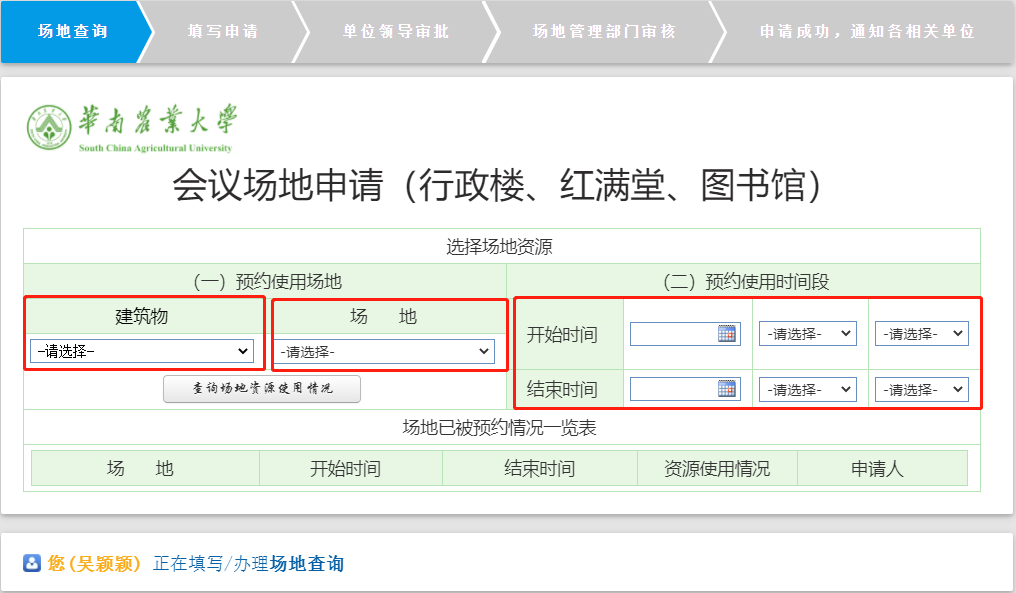 场地查询 填写申请 单位领导审批 场地管理部门审核 申请成功，通知各相关单位
華南農業大學
South China Agricultural University
会议场地申请（行政楼、红满堂、图书馆）
选择场地资源
（一）预约使用场地 （二）预约使用时间段
建筑物 场 地
--请选择-- -请选择-
开始时间 -请选择- -请选择-
查询场地资源使用情况
结束时间 -请选择- -请选择-
场地已被预约情况一览表
场 地 开始时间 结束时间 资源使用情况 申请人
您(吴颖颖) 正在填写/办理场地查询